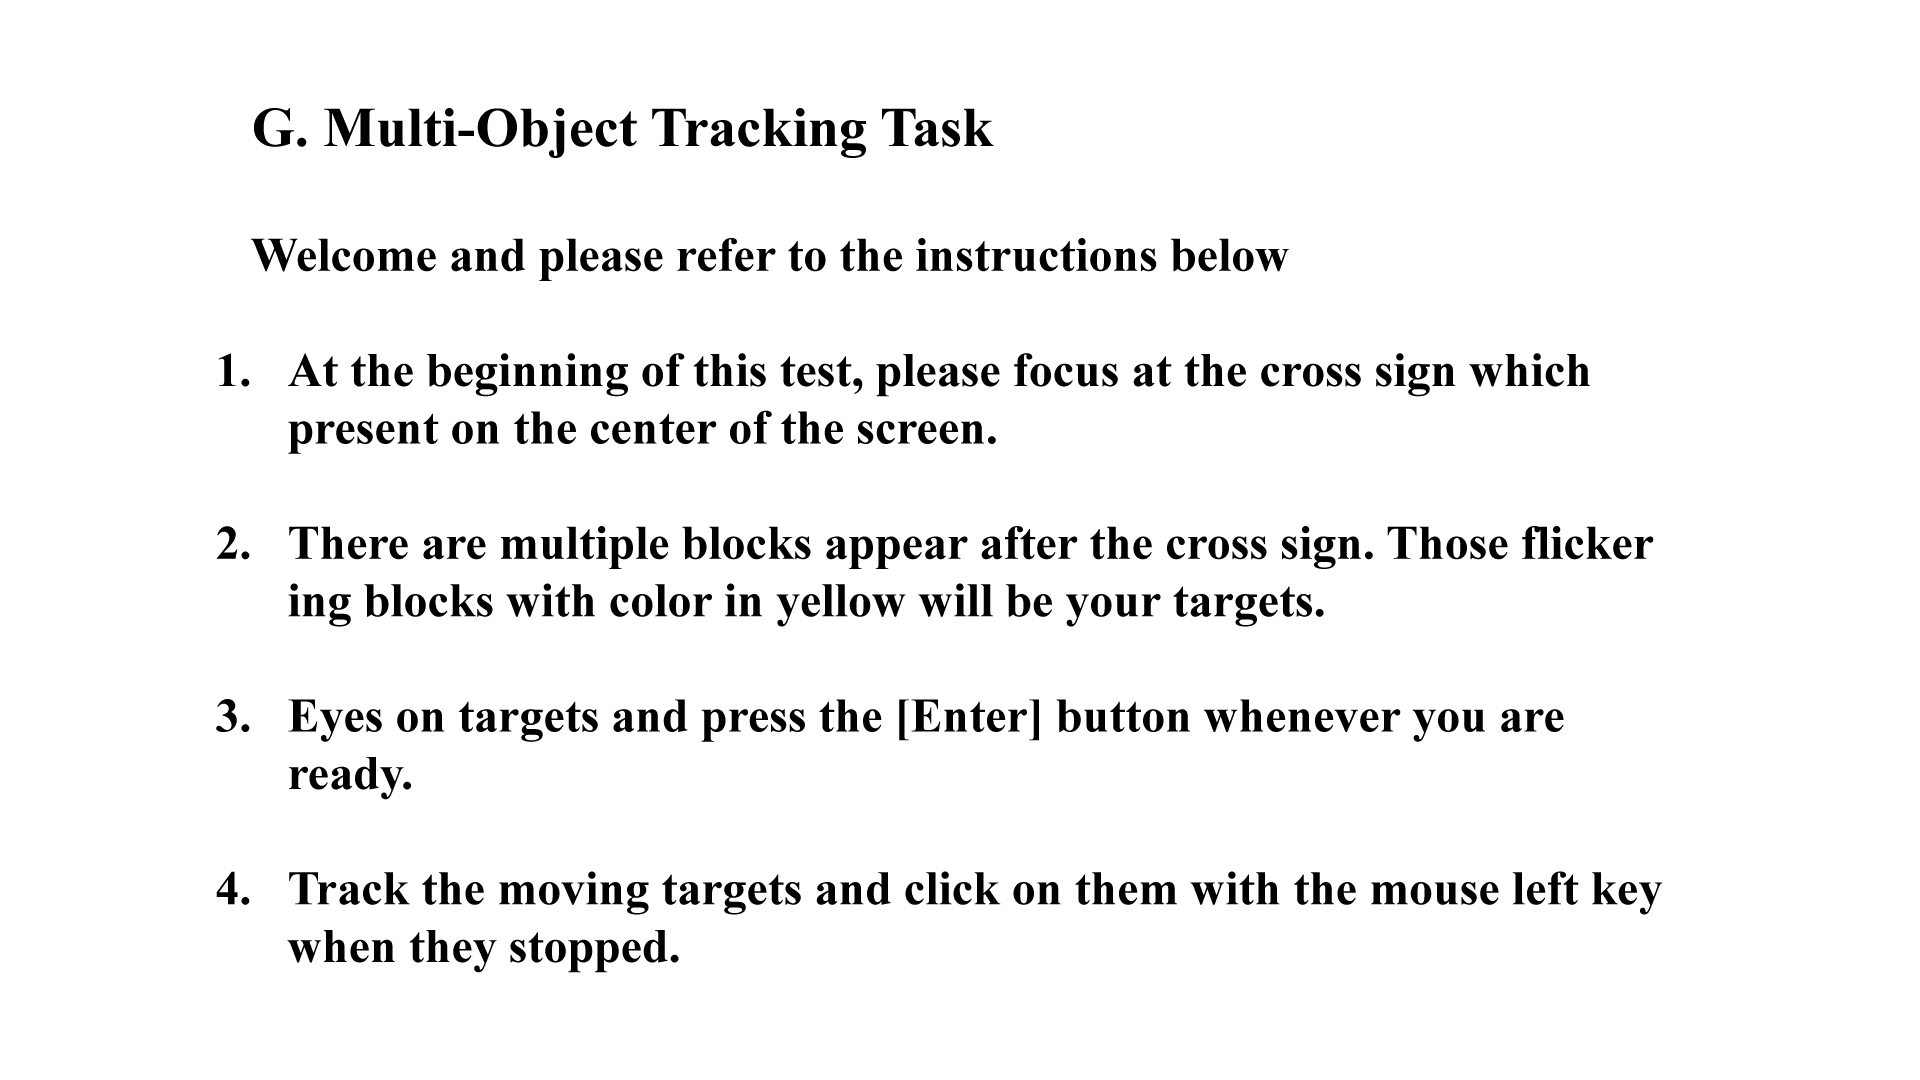 G. Multi-Object Tracking Task
Welcome and please refer to the instructions below
1. At the beginning of this test, please focus at the cross sign which
present on the center of the screen.
2. There are multiple blocks appear after the cross sign. Those flicker
ing blocks with color in yellow will be your targets.
3. Eyes on targets and press the [Enter] button whenever you are
ready.
4. Track the moving targets and click on them with the mouse left key
when they stopped.